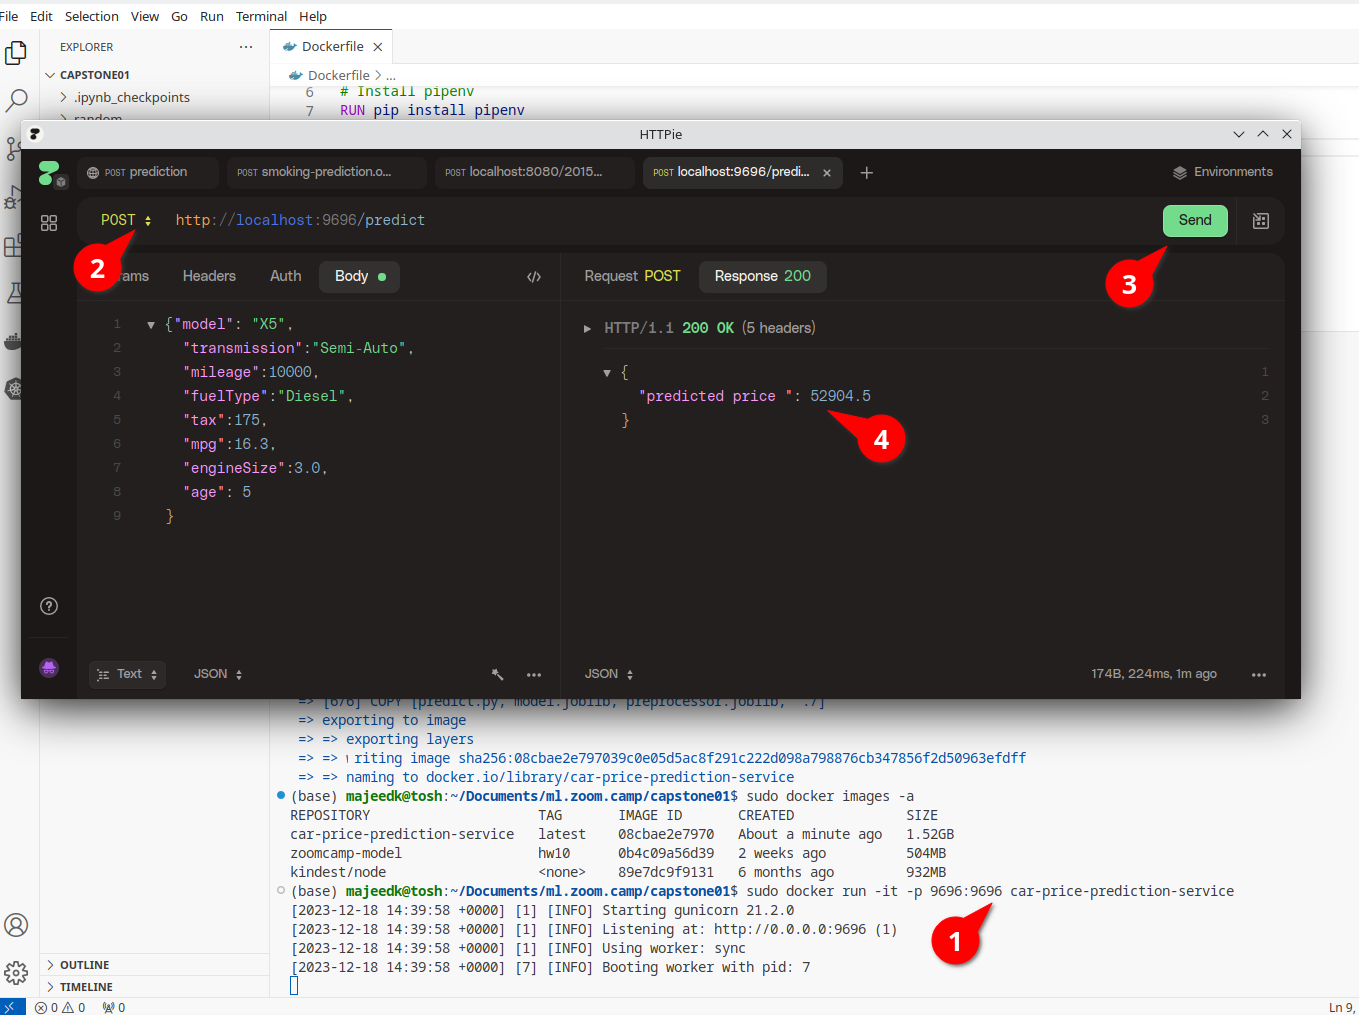 File Edit Selection View Go Run Terminal Help
EXPLORER ···
Dockerfile ×
CAPSTONE01
Dockerfile > ...
.ipynb_checkpoints
6 # Install pipenv
random
7 RUN pip install pipenv
HTTPie
POST prediction
POST smoking-prediction.o...
POST localhost:8080/2015...
POST localhost:9696/predi... ×
+
Environments
POST http://localhost:9696/predict
Send
2
3
Headers Auth Body
</>
Request POST Response 200
1 {"model": "X5",
2 "transmission":"Semi-Auto",
3 "mileage":10000,
4 "fuelType":"Diesel",
5 "tax":175,
6 "mpg":16.3,
7 "engineSize":3.0,
8 "age": 5
9 }
HTTP/1.1 200 OK (5 headers)
{ 1
"predicted price ": 52904.5 2
} 3
4
Text JSON ···
JSON 174B, 224ms, 1m ago ···
=> [6/6] COPY [predict.py, model.joblib, preprocessor.joblib, ./]
=> exporting to image
=> => exporting layers
=> => writing image sha256:08cbae2e797039c0e05d5ac8f291c222d098a798876cb347856f2d50963efdff
=> => naming to docker.io/library/car-price-prediction-service
(base) majeedk@tosh:~/Documents/ml.zoom.camp/capstone01$ sudo docker images -a
REPOSITORY TAG IMAGE ID CREATED SIZE
car-price-prediction-service latest 08cbae2e7970 About a minute ago 1.52GB
zoomcamp-model hw10 0b4c09a56d39 2 weeks ago 504MB
kindest/node <none> 89e7dc9f9131 6 months ago 932MB
(base) majeedk@tosh:~/Documents/ml.zoom.camp/capstone01$ sudo docker run -it -p 9696:9696 car-price-prediction-service
[2023-12-18 14:39:58 +0000] [1] [INFO] Starting gunicorn 21.2.0
[2023-12-18 14:39:58 +0000] [1] [INFO] Listening at: http://0.0.0.0:9696 (1)
[2023-12-18 14:39:58 +0000] [1] [INFO] Using worker: sync
[2023-12-18 14:39:58 +0000] [7] [INFO] Booting worker with pid: 7
1
OUTLINE
TIMELINE
0 0 0
Ln 9,